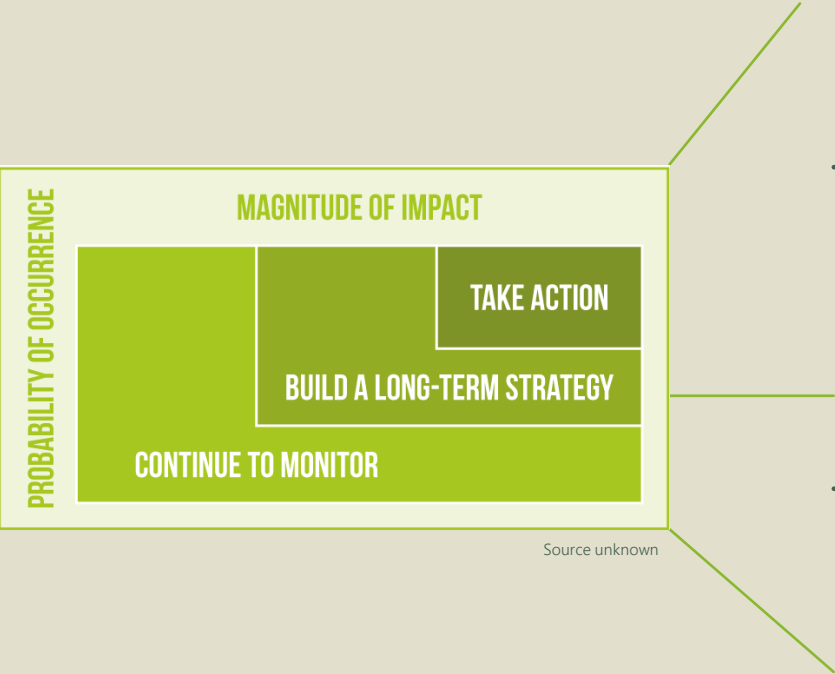 PROBABILITY OF OCCURRENCE
MAGNITUDE OF IMPACT
TAKE ACTION
BUILD A LONG-TERM STRATEGY
CONTINUE TO MONITOR
Source unknown